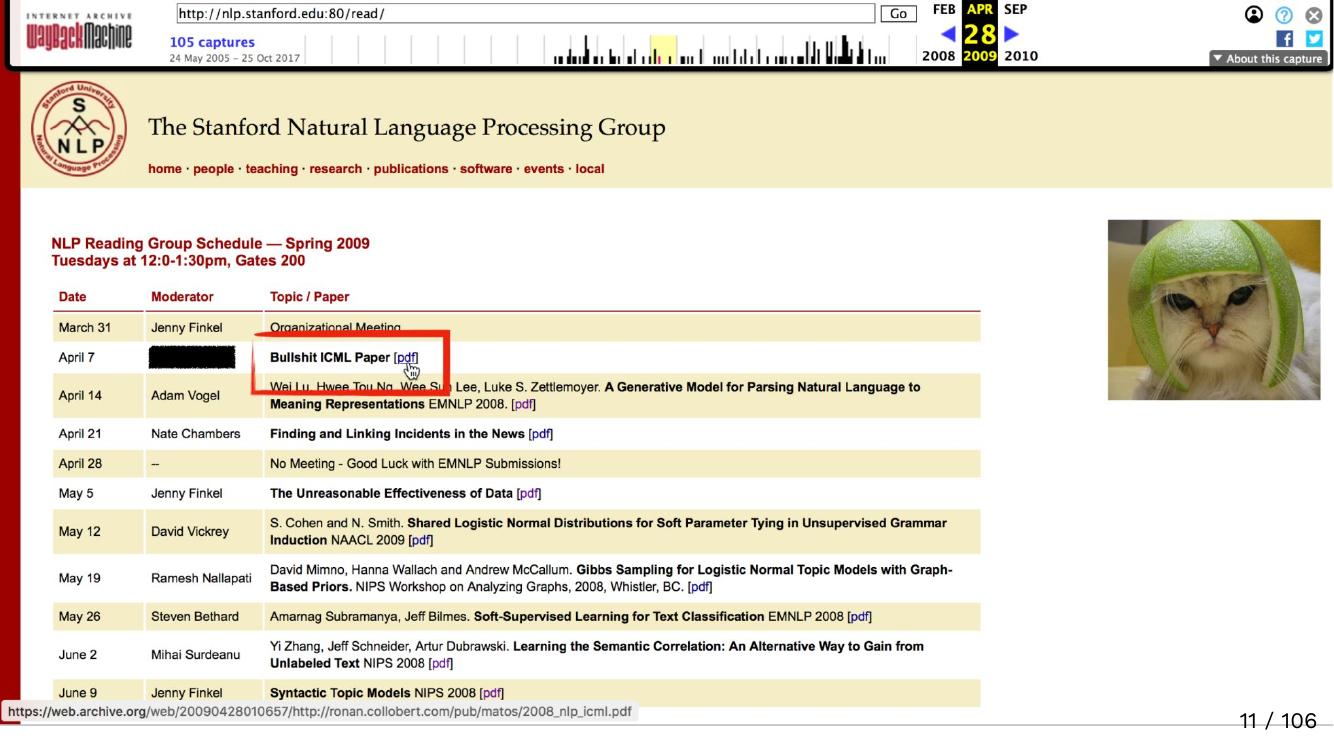 INTERNET ARCHIVE
WayBackMachine
http://nlp.stanford.edu:80/read/
Go
FEB APR SEP
105 captures
28
24 May 2005 – 25 Oct 2017
2008 2009 2010
▼ About this capture
Stanford University
S
NLP
Natural Language Processing
The Stanford Natural Language Processing Group
home · people · teaching · research · publications · software · events · local
NLP Reading Group Schedule — Spring 2009
Tuesdays at 12:0-1:30pm, Gates 200
Date Moderator Topic / Paper
March 31 Jenny Finkel Organizational Meeting
April 7 Bullshit ICML Paper [pdf]
April 14 Adam Vogel Wei Lu, Hwee Tou Ng, Wee Sun Lee, Luke S. Zettlemoyer. A Generative Model for Parsing Natural Language to
Meaning Representations EMNLP 2008. [pdf]
April 21 Nate Chambers Finding and Linking Incidents in the News [pdf]
April 28 -- No Meeting - Good Luck with EMNLP Submissions!
May 5 Jenny Finkel The Unreasonable Effectiveness of Data [pdf]
May 12 David Vickrey S. Cohen and N. Smith. Shared Logistic Normal Distributions for Soft Parameter Tying in Unsupervised Grammar
Induction NAACL 2009 [pdf]
May 19 Ramesh Nallapati David Mimno, Hanna Wallach and Andrew McCallum. Gibbs Sampling for Logistic Normal Topic Models with Graph-
Based Priors. NIPS Workshop on Analyzing Graphs, 2008, Whistler, BC. [pdf]
May 26 Steven Bethard Amarnag Subramanya, Jeff Bilmes. Soft-Supervised Learning for Text Classification EMNLP 2008 [pdf]
June 2 Mihai Surdeanu Yi Zhang, Jeff Schneider, Artur Dubrawski. Learning the Semantic Correlation: An Alternative Way to Gain from
Unlabeled Text NIPS 2008 [pdf]
June 9 Jenny Finkel Syntactic Topic Models NIPS 2008 [pdf]
https://web.archive.org/web/20090428010657/http://ronan.collobert.com/pub/matos/2008_nlp_icml.pdf
11 / 106